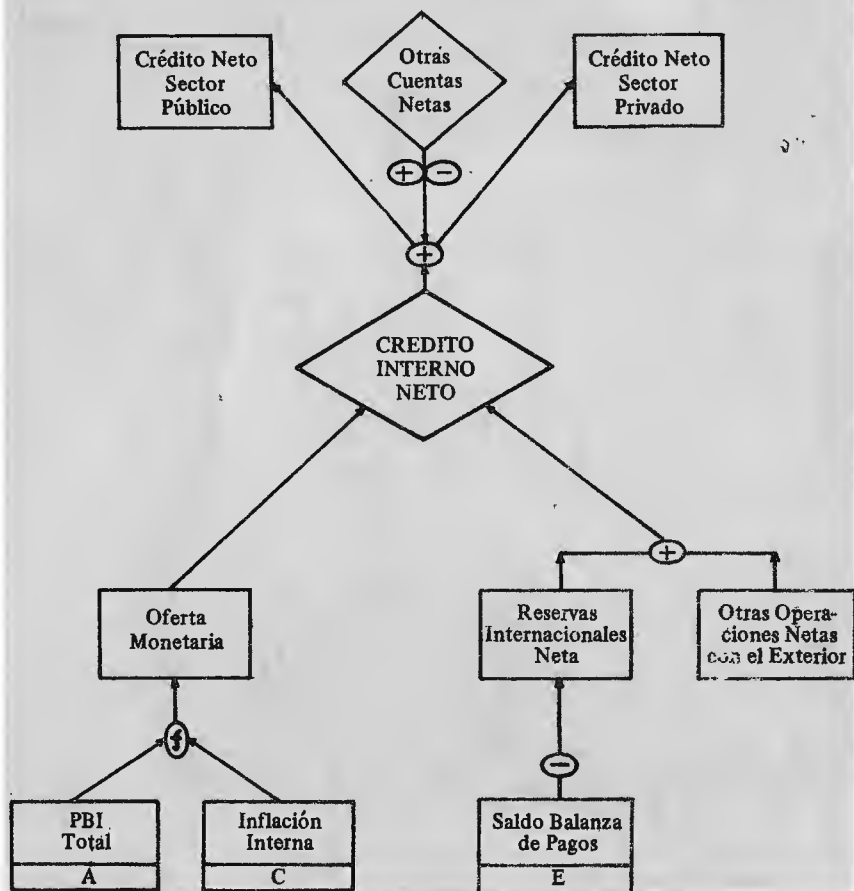 Crédito Neto
Sector
Público
Otras
Cuentas
Netas
Crédito Neto
Sector
Privado
+ -
+
CREDITO
INTERNO
NETO
+
Oferta
Monetaria
Reservas
Internacionales
Neta
Otras Opera-
ciones Netas
con el Exterior
f
-
PBI
Total
A
Inflación
Interna
C
Saldo Balanza
de Pagos
E